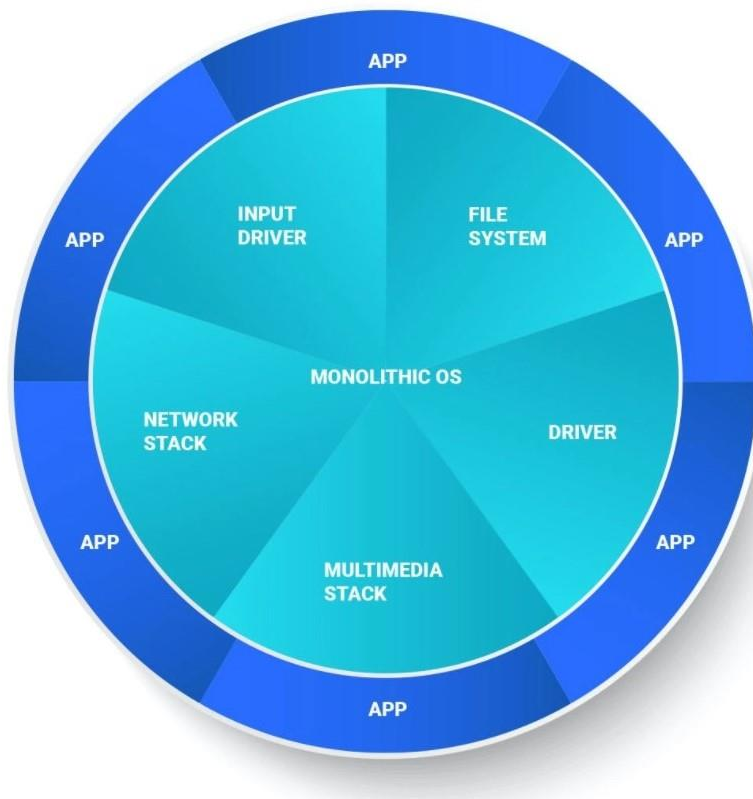 APP
INPUT
DRIVER
FILE
SYSTEM
APP
APP
MONOLITHIC OS
NETWORK
STACK
DRIVER
APP
APP
MULTIMEDIA
STACK
APP